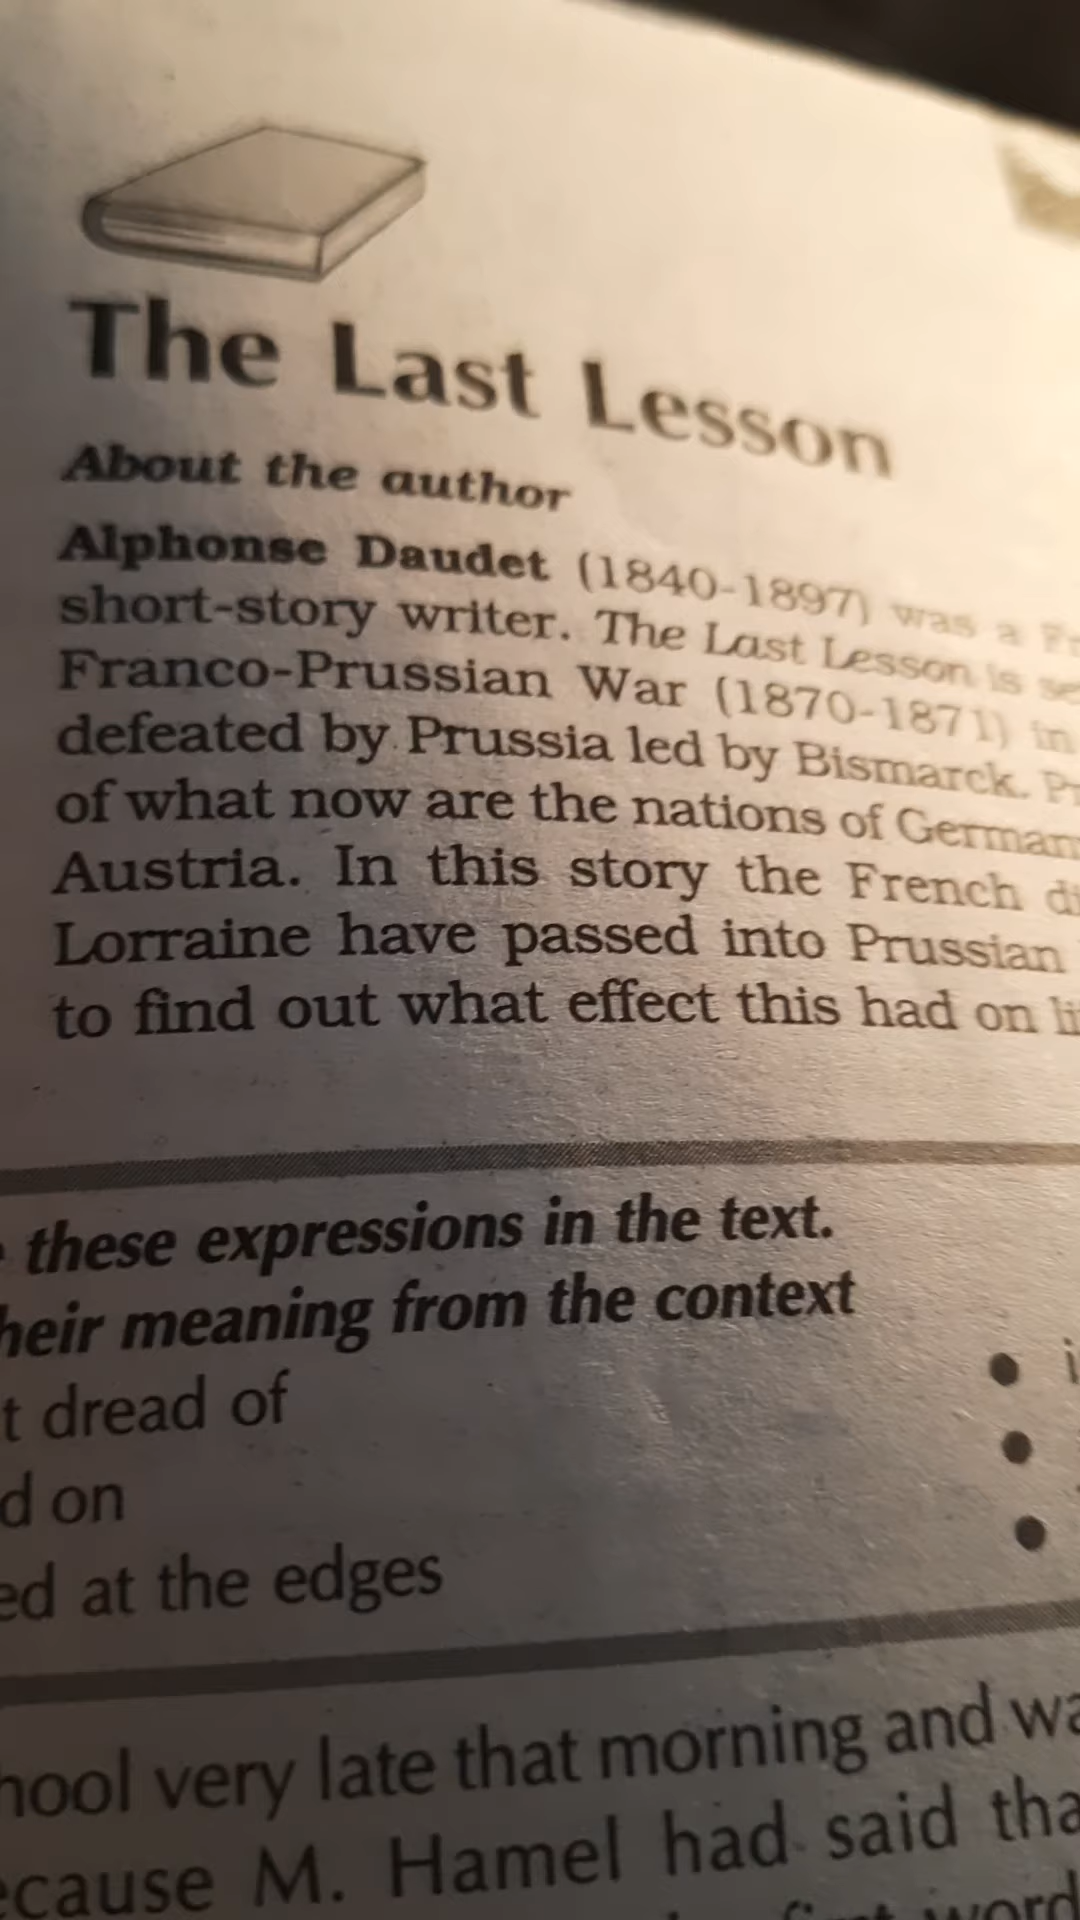 The Last Lesson
About the author
Alphonse Daudet (1840-1897) was a
short-story writer. The Last Lesson is
Franco-Prussian War (1870-1871) in
defeated by Prussia led by Bismarck.
of what now are the nations of
Austria. In this story the French
Lorraine have passed into Prussian
to find out what effect this had on
these expressions in the text.
meaning from the context
dread of
on
at the edges
very late that morning and
M. Hamel had said
word